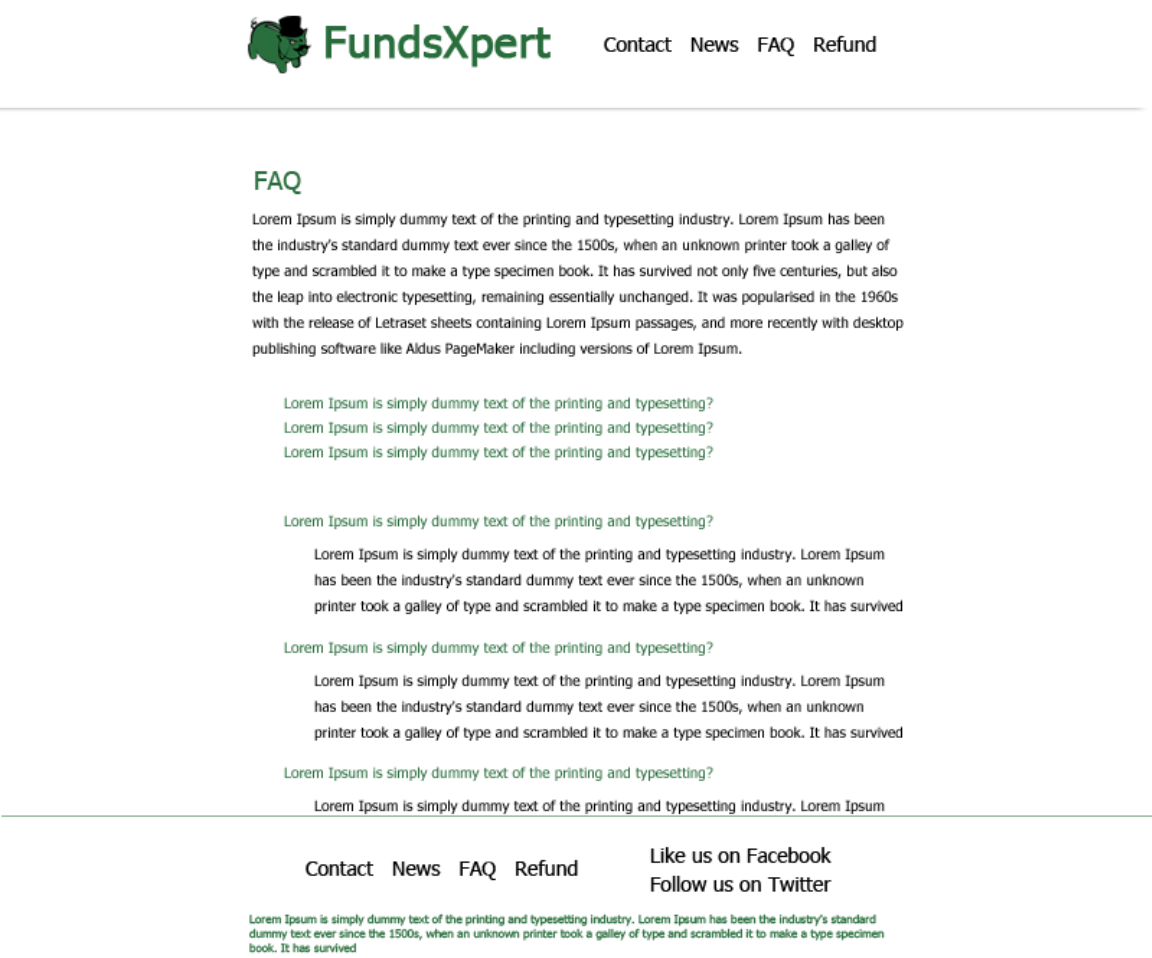 FundsXpert
Contact News FAQ Refund
FAQ
Lorem Ipsum is simply dummy text of the printing and typesetting industry. Lorem Ipsum has been
the industry's standard dummy text ever since the 1500s, when an unknown printer took a galley of
type and scrambled it to make a type specimen book. It has survived not only five centuries, but also
the leap into electronic typesetting, remaining essentially unchanged. It was popularised in the 1960s
with the release of Letraset sheets containing Lorem Ipsum passages, and more recently with desktop
publishing software like Aldus PageMaker including versions of Lorem Ipsum.
Lorem Ipsum is simply dummy text of the printing and typesetting?
Lorem Ipsum is simply dummy text of the printing and typesetting?
Lorem Ipsum is simply dummy text of the printing and typesetting?
Lorem Ipsum is simply dummy text of the printing and typesetting?
Lorem Ipsum is simply dummy text of the printing and typesetting industry. Lorem Ipsum
has been the industry's standard dummy text ever since the 1500s, when an unknown
printer took a galley of type and scrambled it to make a type specimen book. It has survived
Lorem Ipsum is simply dummy text of the printing and typesetting?
Lorem Ipsum is simply dummy text of the printing and typesetting industry. Lorem Ipsum
has been the industry's standard dummy text ever since the 1500s, when an unknown
printer took a galley of type and scrambled it to make a type specimen book. It has survived
Lorem Ipsum is simply dummy text of the printing and typesetting?
Lorem Ipsum is simply dummy text of the printing and typesetting industry. Lorem Ipsum
Contact News FAQ Refund
Like us on Facebook
Follow us on Twitter
Lorem Ipsum is simply dummy text of the printing and typesetting industry. Lorem Ipsum has been the industry's standard
dummy text ever since the 1500s, when an unknown printer took a galley of type and scrambled it to make a type specimen
book. It has survived